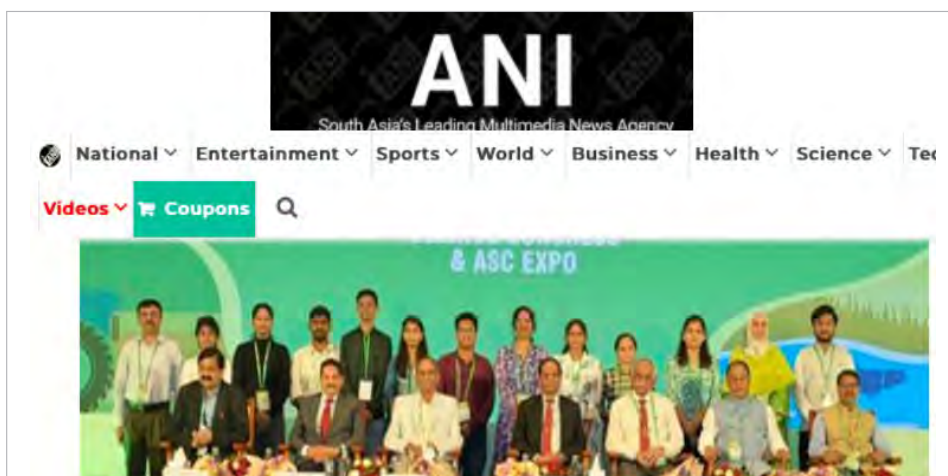 ANI
South Asia's Leading Multimedia News Agency
National Entertainment Sports World Business Health Science
Videos Coupons
& ASC EXPO